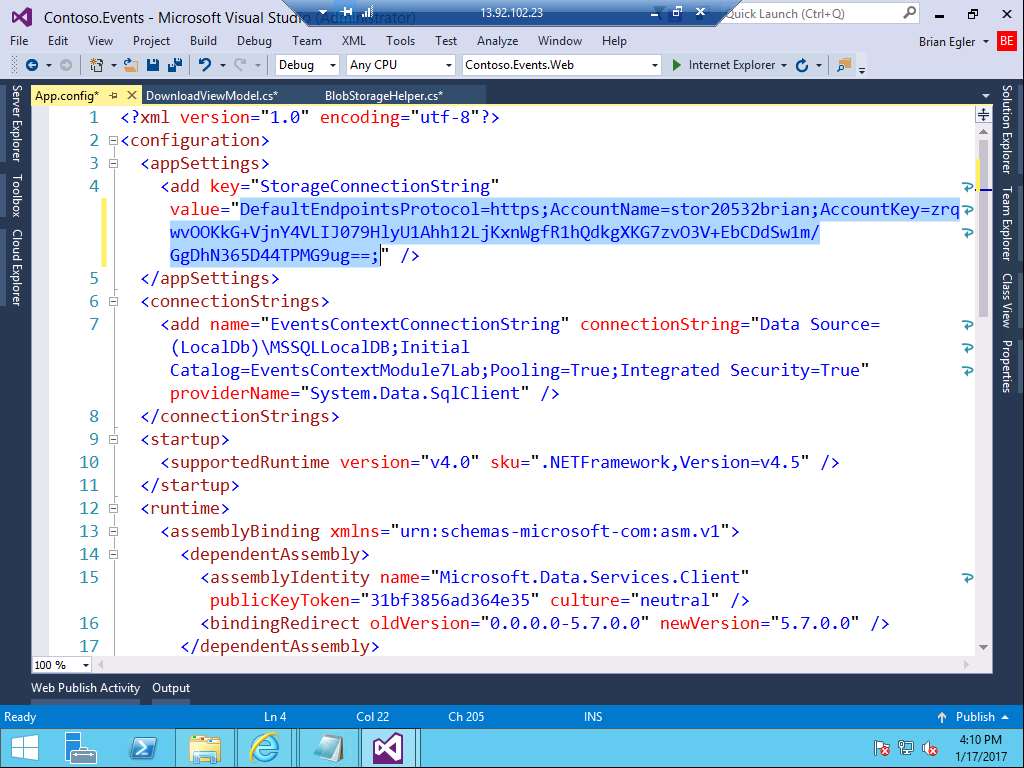 Contoso.Events - Microsoft Visual Studio (Administrator)
13.92.102.23
Quick Launch (Ctrl+Q)
File Edit View Project Build Debug Team XML Tools Test Analyze Window Help
Brian Egler BE
Debug Any CPU Contoso.Events.Web Internet Explorer
Server Explorer
Toolbox
Cloud Explorer
App.config* DownloadViewModel.cs* BlobStorageHelper.cs*
1 <?xml version="1.0" encoding="utf-8"?>
2 <configuration>
3 <appSettings>
4 <add key="StorageConnectionString"
value="DefaultEndpointsProtocol=https;AccountName=stor20532brian;AccountKey=zrq
wvOOKkG+VjnY4VLIJ079HlyU1Ahh12LjKxnWgfR1hQdkgXKG7zvO3V+EbCDdSw1m/
GgDhN365D44TPMG9ug==;" />
5 </appSettings>
6 <connectionStrings>
7 <add name="EventsContextConnectionString" connectionString="Data Source=
(LocalDb)\MSSQLLocalDB;Initial
Catalog=EventsContextModule7Lab;Pooling=True;Integrated Security=True"
providerName="System.Data.SqlClient" />
8 </connectionStrings>
9 <startup>
10 <supportedRuntime version="v4.0" sku=".NETFramework,Version=v4.5" />
11 </startup>
12 <runtime>
13 <assemblyBinding xmlns="urn:schemas-microsoft-com:asm.v1">
14 <dependentAssembly>
15 <assemblyIdentity name="Microsoft.Data.Services.Client"
publicKeyToken="31bf3856ad364e35" culture="neutral" />
16 <bindingRedirect oldVersion="0.0.0.0-5.7.0.0" newVersion="5.7.0.0" />
17 </dependentAssembly>
Solution Explorer
Team Explorer
Class View
Properties
100 %
Web Publish Activity Output
Ready Ln 4 Col 22 Ch 205 INS Publish
4:10 PM
1/17/2017